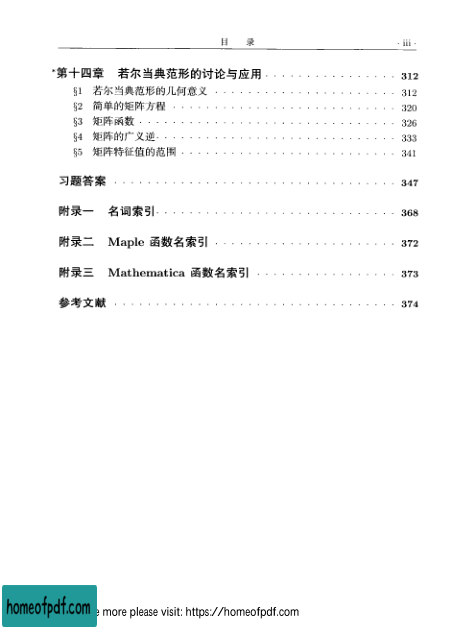 目 录 · iii ·
*第十四章 若尔当典范形的讨论与应用 312
§1 若尔当典范形的几何意义 312
§2 简单的矩阵方程 320
§3 矩阵函数 326
§4 矩阵的广义逆 333
§5 矩阵特征值的范围 341
习题答案 347
附录一 名词索引 368
附录二 Maple 函数名索引 372
附录三 Mathematica 函数名索引 373
参考文献 374
homeofpdf.com
e more please visit: https://homeofpdf.com